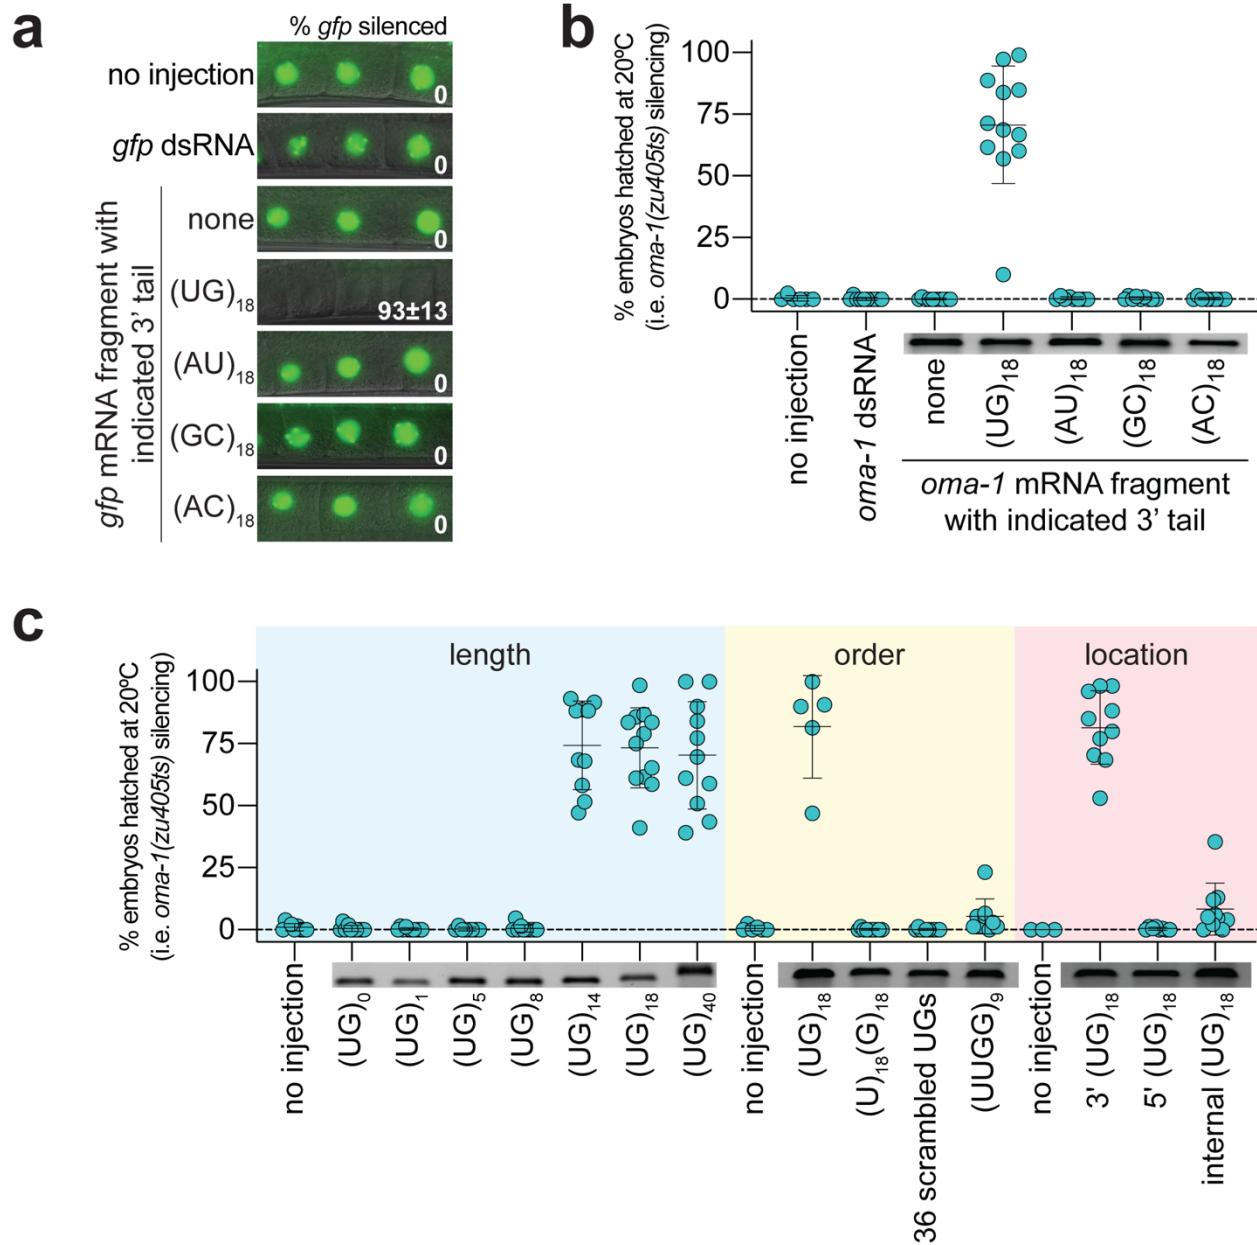 a
% gfp silenced
no injection
0
gfp dsRNA
0
gfp mRNA fragment with
indicated 3' tail
none
0
(UG)18
93±13
(AU)18
0
(GC)18
0
(AC)18
0
b
% embryos hatched at 20ºC
(i.e. oma-1(zu405ts) silencing)
100
75
50
25
0
no injection
oma-1 dsRNA
none
(UG)18
(AU)18
(GC)18
(AC)18
oma-1 mRNA fragment
with indicated 3' tail
c
% embryos hatched at 20ºC
(i.e. oma-1(zu405ts) silencing)
length
order
location
100
75
50
25
0
no injection
(UG)0
(UG)1
(UG)5
(UG)8
(UG)14
(UG)18
(UG)40
no injection
(UG)18
(U)18(G)18
36 scrambled UGs
(UUGG)9
no injection
3' (UG)18
5' (UG)18
internal (UG)18